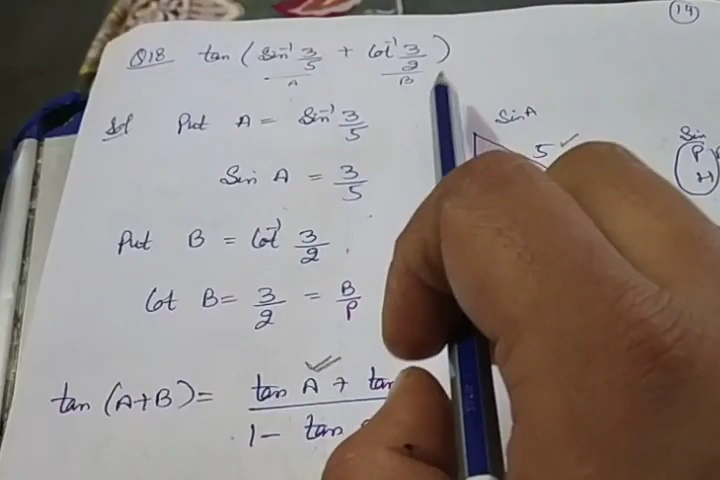 14
Q18 tan ( sin⁻¹ 3/5 + Cot⁻¹ 3/2 )
A B
Sol Put A = Sin⁻¹ 3/5
Sin A
5 ✓
Sin
P
H
Sin A = 3/5
Put B = Cot⁻¹ 3/2
Cot B = 3/2 = B/P
tan (A+B) = tan A + tan
1 - tan